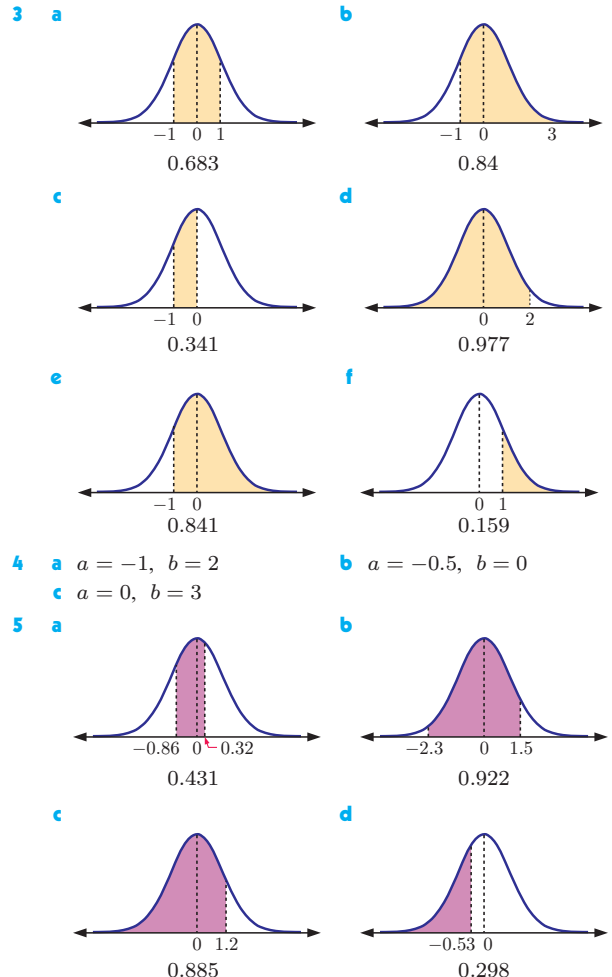 3 a b
−1 0 1 −1 0 3
0.683 0.84
c d
−1 0 0 2
0.341 0.977
e f
−1 0 0 1
0.841 0.159
4 a a = −1, b = 2 b a = −0.5, b = 0
c a = 0, b = 3
5 a b
−0.86 0 0.32 −2.3 0 1.5
0.431 0.922
c d
0 1.2 −0.53 0
0.885 0.298